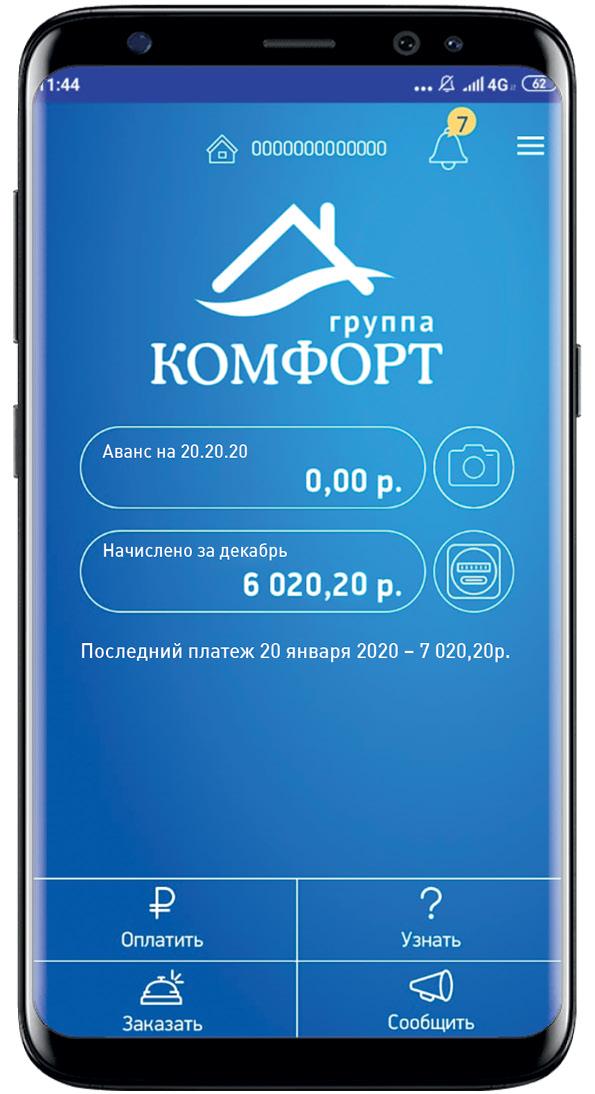 11:44
4G
62
7
0000000000000
группа
КОМФОРТ
Аванс на 20.20.20
0,00 р.
Начислено за декабрь
6 020,20 р.
Последний платеж 20 января 2020 – 7 020,20р.
₽
?
Оплатить
Узнать
Заказать
Сообщить